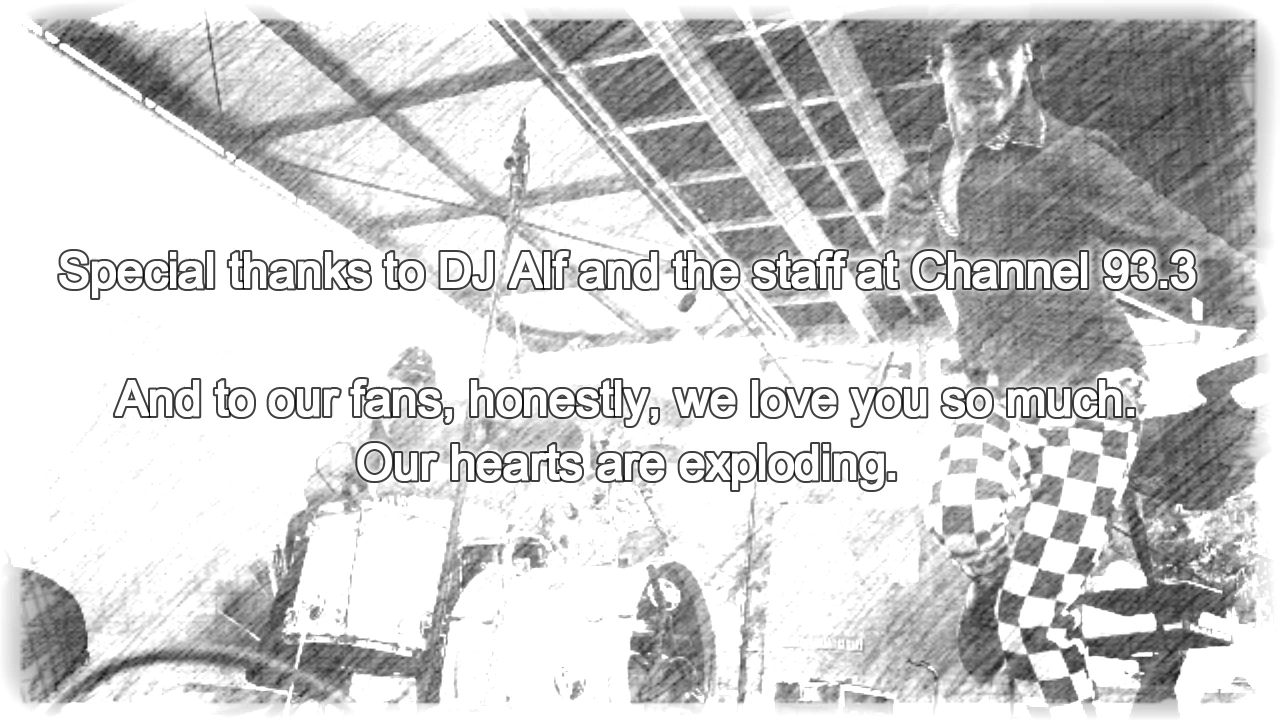 Special thanks to DJ Alf and the staff at Channel 93.3
And to our fans, honestly, we love you so much.
Our hearts are exploding.